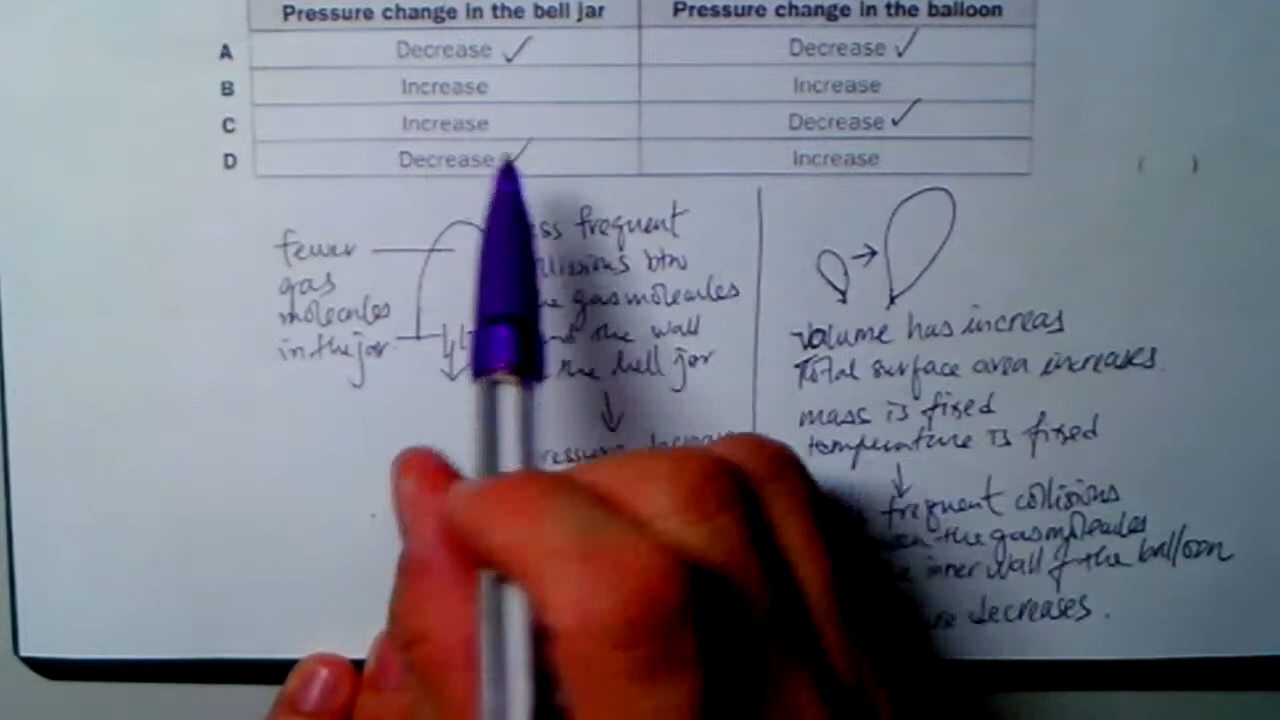 Pressure change in the bell jar Pressure change in the balloon
A Decrease ✓ Decrease ✓
B Increase Increase
C Increase Decrease ✓
D Decrease ✓ Increase
( )
fewer
gas
molecules
in the jar
frequent
btw
gas molecules
the wall
the bell jar
↓
→
Volume has increas
Total surface area increases.
mass is fixed
temperature is fixed
↓
frequent collisions
the gas molecules
inner wall of the balloon
decreases.